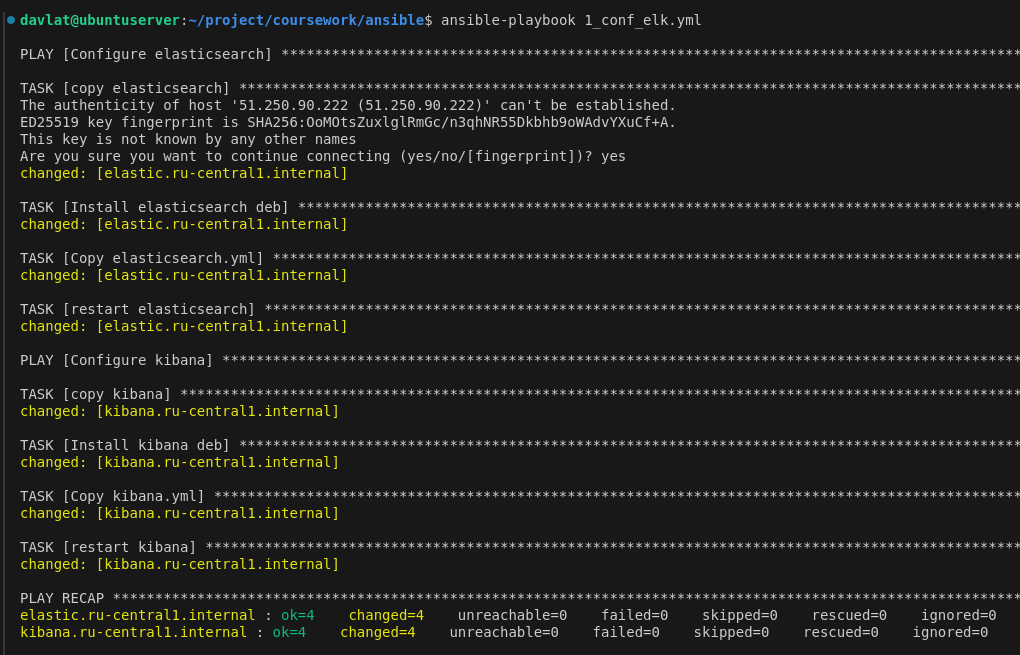 davlat@ubuntuserver:~/project/coursework/ansible$ ansible-playbook 1_conf_elk.yml
PLAY [Configure elasticsearch] ****************************************************************************************
TASK [copy elasticsearch] *********************************************************************************************
The authenticity of host '51.250.90.222 (51.250.90.222)' can't be established.
ED25519 key fingerprint is SHA256:OoMOtsZuxlglRmGc/n3qhNR55Dkbhb9oWAdvYXuCf+A.
This key is not known by any other names
Are you sure you want to continue connecting (yes/no/[fingerprint])? yes
changed: [elastic.ru-central1.internal]
TASK [Install elasticsearch deb] **************************************************************************************
changed: [elastic.ru-central1.internal]
TASK [Copy elasticsearch.yml] *****************************************************************************************
changed: [elastic.ru-central1.internal]
TASK [restart elasticsearch] ******************************************************************************************
changed: [elastic.ru-central1.internal]
PLAY [Configure kibana] ***********************************************************************************************
TASK [copy kibana] ****************************************************************************************************
changed: [kibana.ru-central1.internal]
TASK [Install kibana deb] *********************************************************************************************
changed: [kibana.ru-central1.internal]
TASK [Copy kibana.yml] ************************************************************************************************
changed: [kibana.ru-central1.internal]
TASK [restart kibana] *************************************************************************************************
changed: [kibana.ru-central1.internal]
PLAY RECAP ************************************************************************************************************
elastic.ru-central1.internal : ok=4    changed=4    unreachable=0    failed=0    skipped=0    rescued=0    ignored=0
kibana.ru-central1.internal : ok=4    changed=4    unreachable=0    failed=0    skipped=0    rescued=0    ignored=0